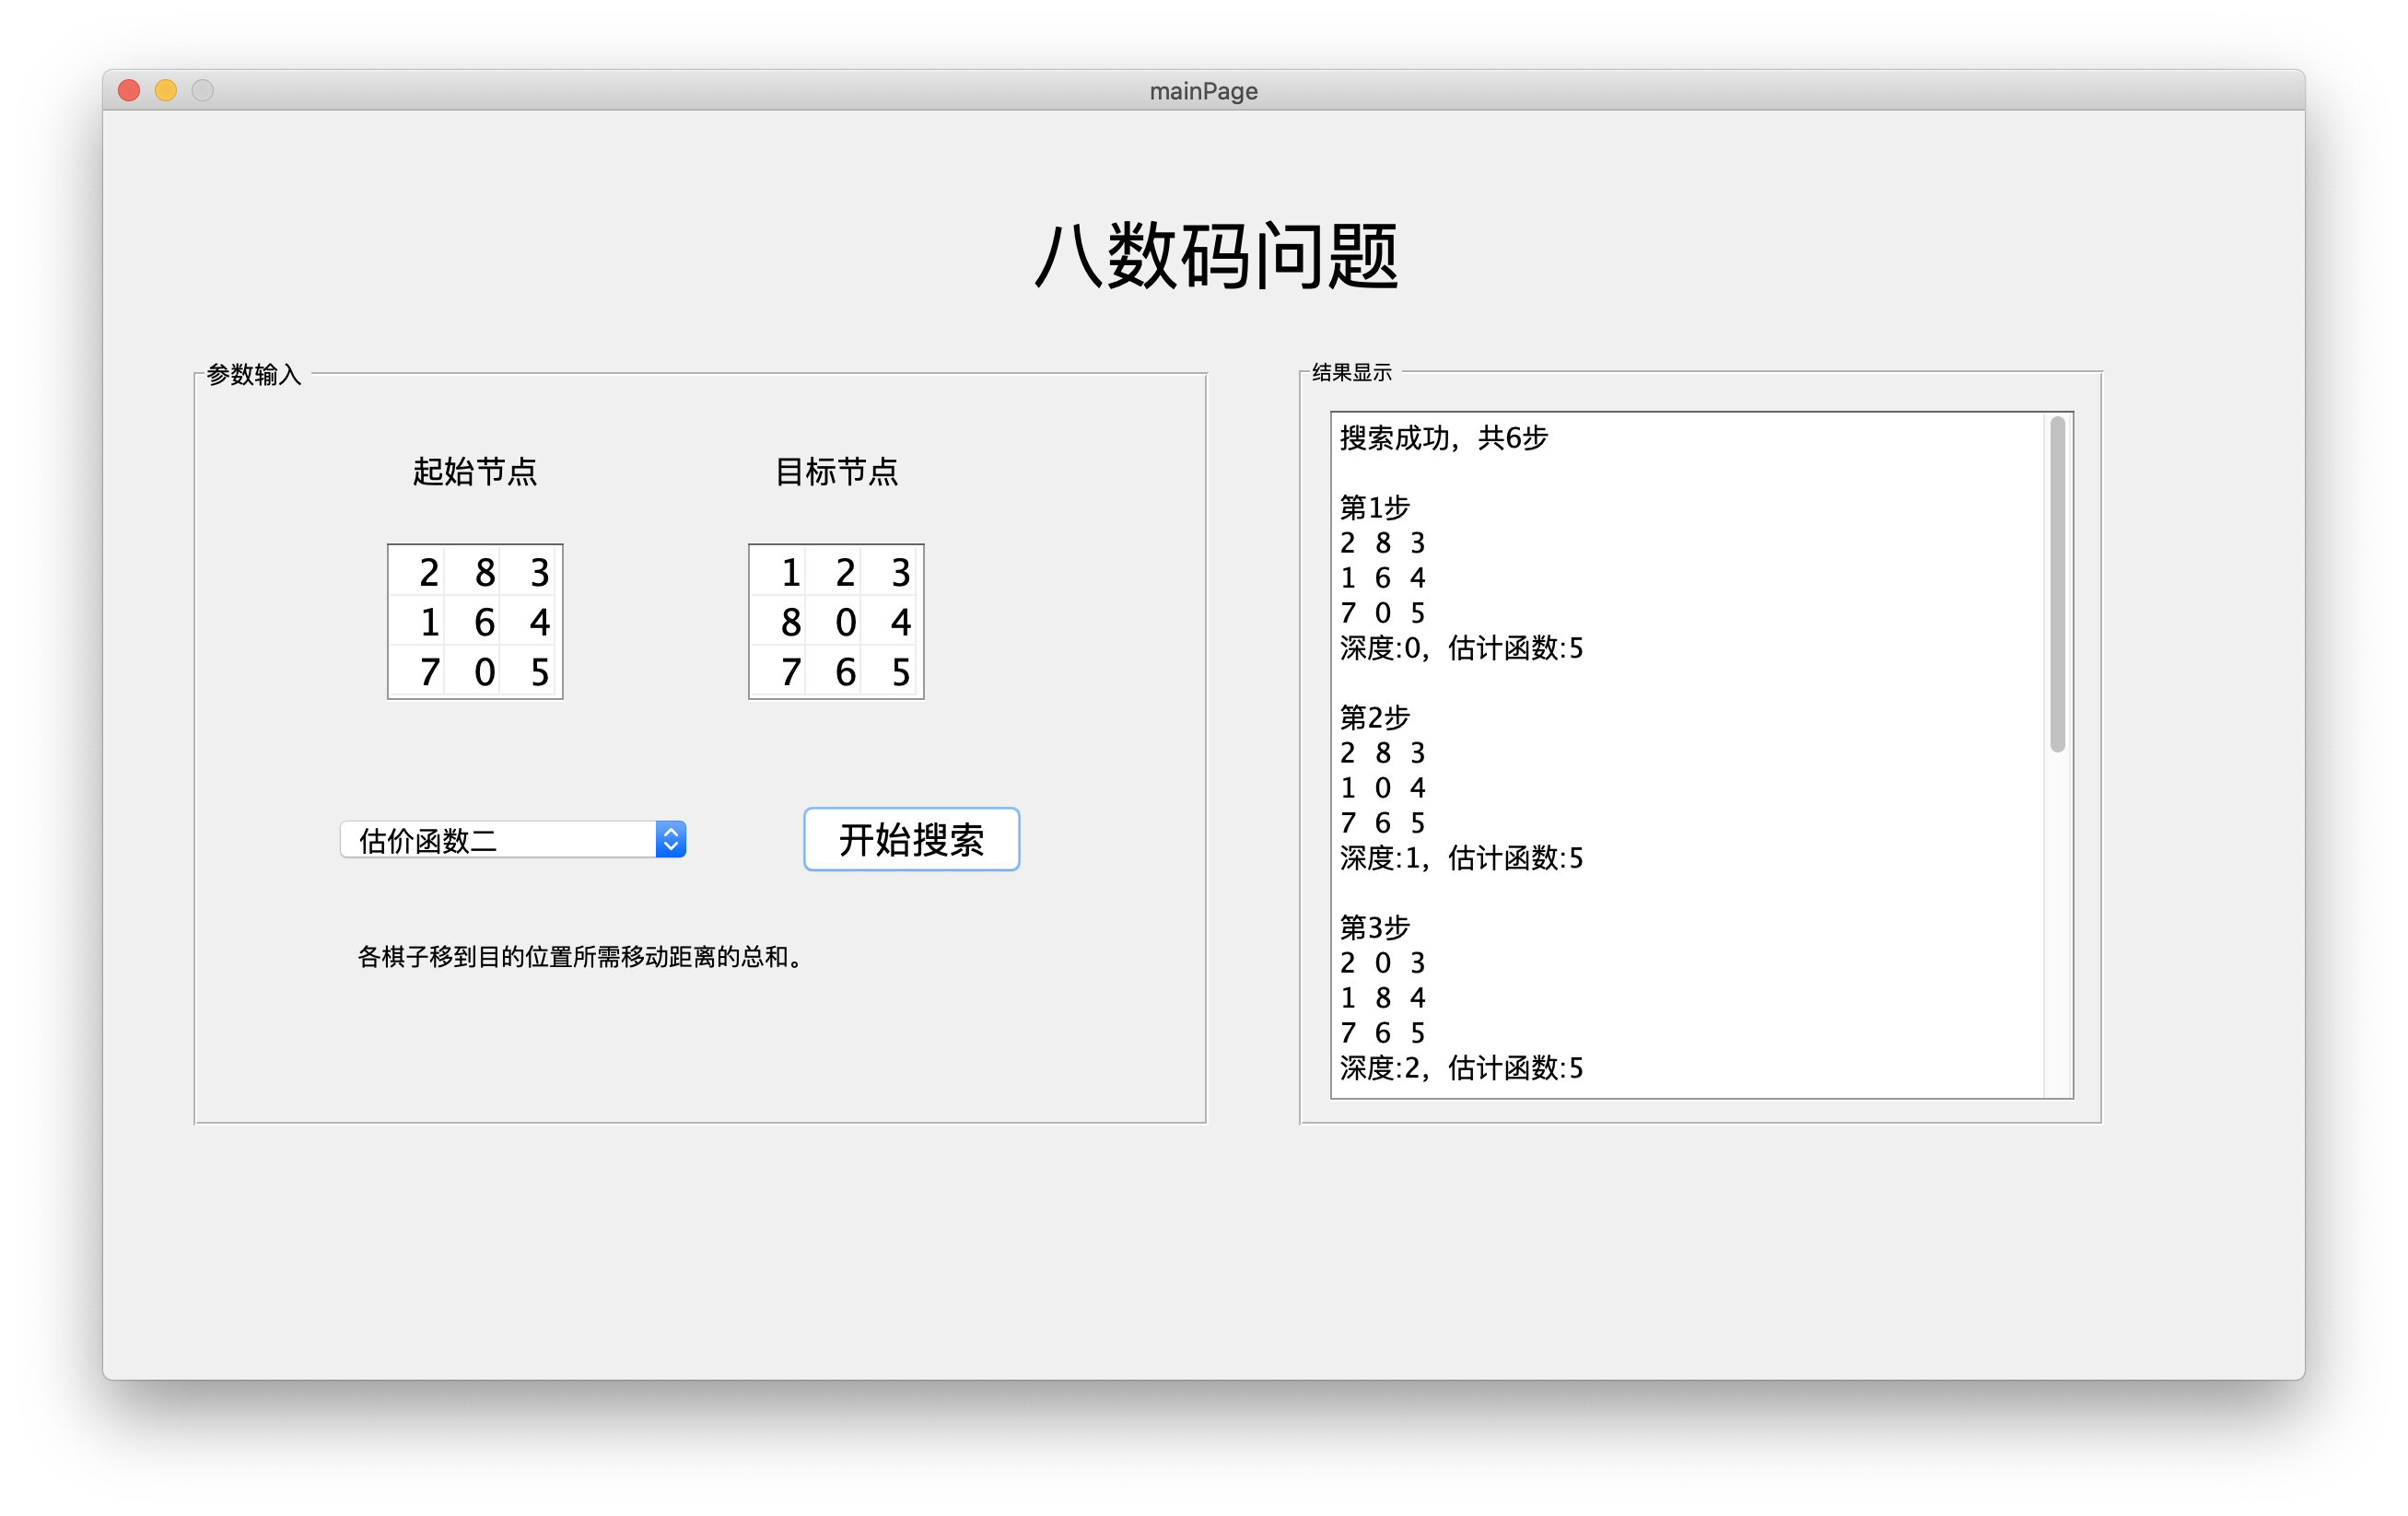 mainPage
八数码问题
参数输入
起始节点
目标节点
2 8 3
1 6 4
7 0 5
1 2 3
8 0 4
7 6 5
估价函数二
开始搜索
各棋子移到目的位置所需移动距离的总和。
结果显示
搜索成功，共6步
第1步
2 8 3
1 6 4
7 0 5
深度:0，估计函数:5
第2步
2 8 3
1 0 4
7 6 5
深度:1，估计函数:5
第3步
2 0 3
1 8 4
7 6 5
深度:2，估计函数:5